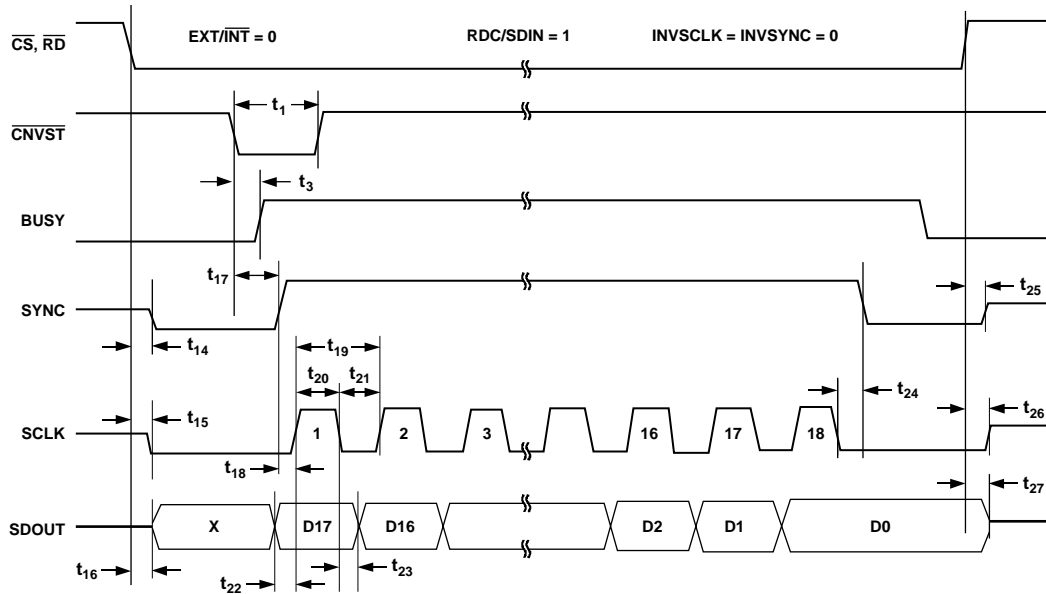 EXT/INT = 0 RDC/SDIN = 1 INVSCLK = INVSYNC = 0
CS, RD
t1
CNVST
t3
BUSY
t17
SYNC
t25
t14
t19
t20 t21
t24
t15
t26
SCLK
1 2 3 16 17 18
t18
t27
SDOUT
X D17 D16 D2 D1 D0
t16
t22
t23